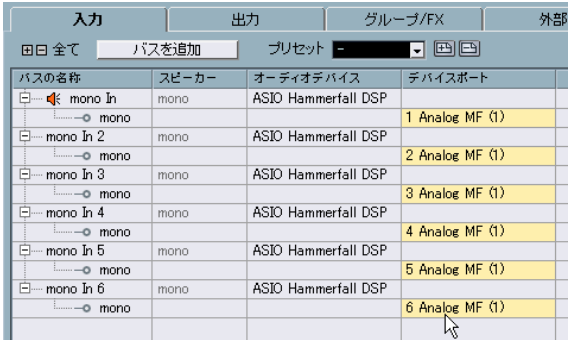 入力 出力 グループ/FX 外部
全て バスを追加 プリセット -
バスの名称 スピーカー オーディオデバイス デバイスポート
mono In mono ASIO Hammerfall DSP
mono 1 Analog MF (1)
mono In 2 mono ASIO Hammerfall DSP
mono 2 Analog MF (1)
mono In 3 mono ASIO Hammerfall DSP
mono 3 Analog MF (1)
mono In 4 mono ASIO Hammerfall DSP
mono 4 Analog MF (1)
mono In 5 mono ASIO Hammerfall DSP
mono 5 Analog MF (1)
mono In 6 mono ASIO Hammerfall DSP
mono 6 Analog MF (1)